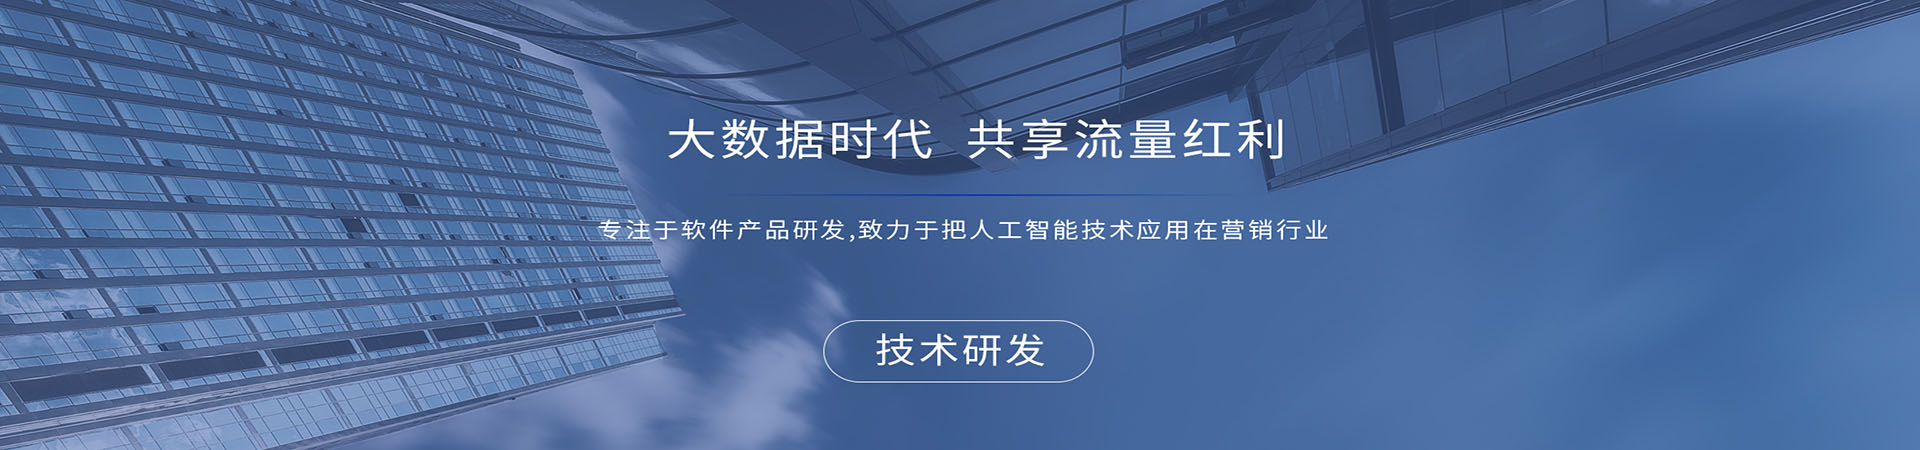 大数据时代 共享流量红利
专注于软件产品研发,致力于把人工智能技术应用在营销行业
技术研发